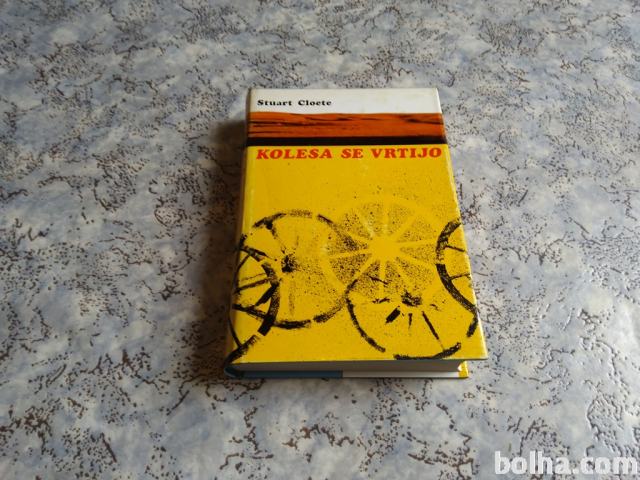 Stuart Cloete
KOLESA SE VRTIJO
bolha.com